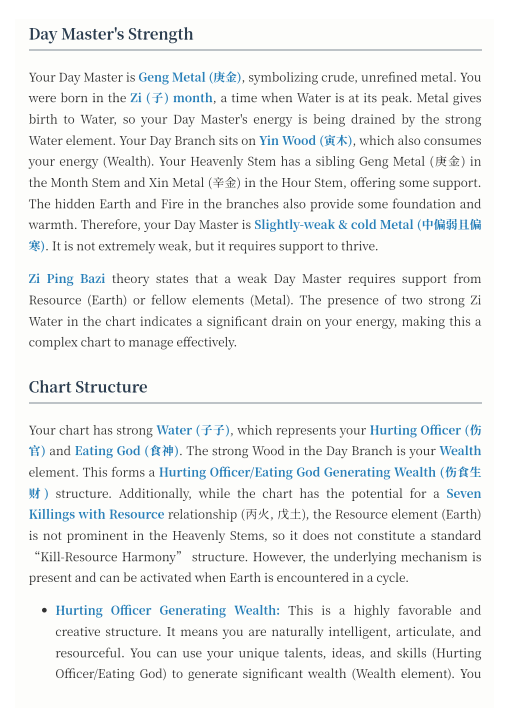 Day Master's Strength
Your Day Master is Geng Metal (庚金), symbolizing crude, unrefined metal. You
were born in the Zi (子) month, a time when Water is at its peak. Metal gives
birth to Water, so your Day Master's energy is being drained by the strong
Water element. Your Day Branch sits on Yin Wood (寅木), which also consumes
your energy (Wealth). Your Heavenly Stem has a sibling Geng Metal (庚金) in
the Month Stem and Xin Metal (辛金) in the Hour Stem, offering some support.
The hidden Earth and Fire in the branches also provide some foundation and
warmth. Therefore, your Day Master is Slightly-weak & cold Metal (中偏弱且偏
寒). It is not extremely weak, but it requires support to thrive.
Zi Ping Bazi theory states that a weak Day Master requires support from
Resource (Earth) or fellow elements (Metal). The presence of two strong Zi
Water in the chart indicates a significant drain on your energy, making this a
complex chart to manage effectively.
Chart Structure
Your chart has strong Water (子子), which represents your Hurting Officer (伤
官) and Eating God (食神). The strong Wood in the Day Branch is your Wealth
element. This forms a Hurting Officer/Eating God Generating Wealth (伤食生
财) structure. Additionally, while the chart has the potential for a Seven
Killings with Resource relationship (丙火, 戊土), the Resource element (Earth)
is not prominent in the Heavenly Stems, so it does not constitute a standard
“Kill-Resource Harmony” structure. However, the underlying mechanism is
present and can be activated when Earth is encountered in a cycle.
• Hurting Officer Generating Wealth: This is a highly favorable and
creative structure. It means you are naturally intelligent, articulate, and
resourceful. You can use your unique talents, ideas, and skills (Hurting
Officer/Eating God) to generate significant wealth (Wealth element). You